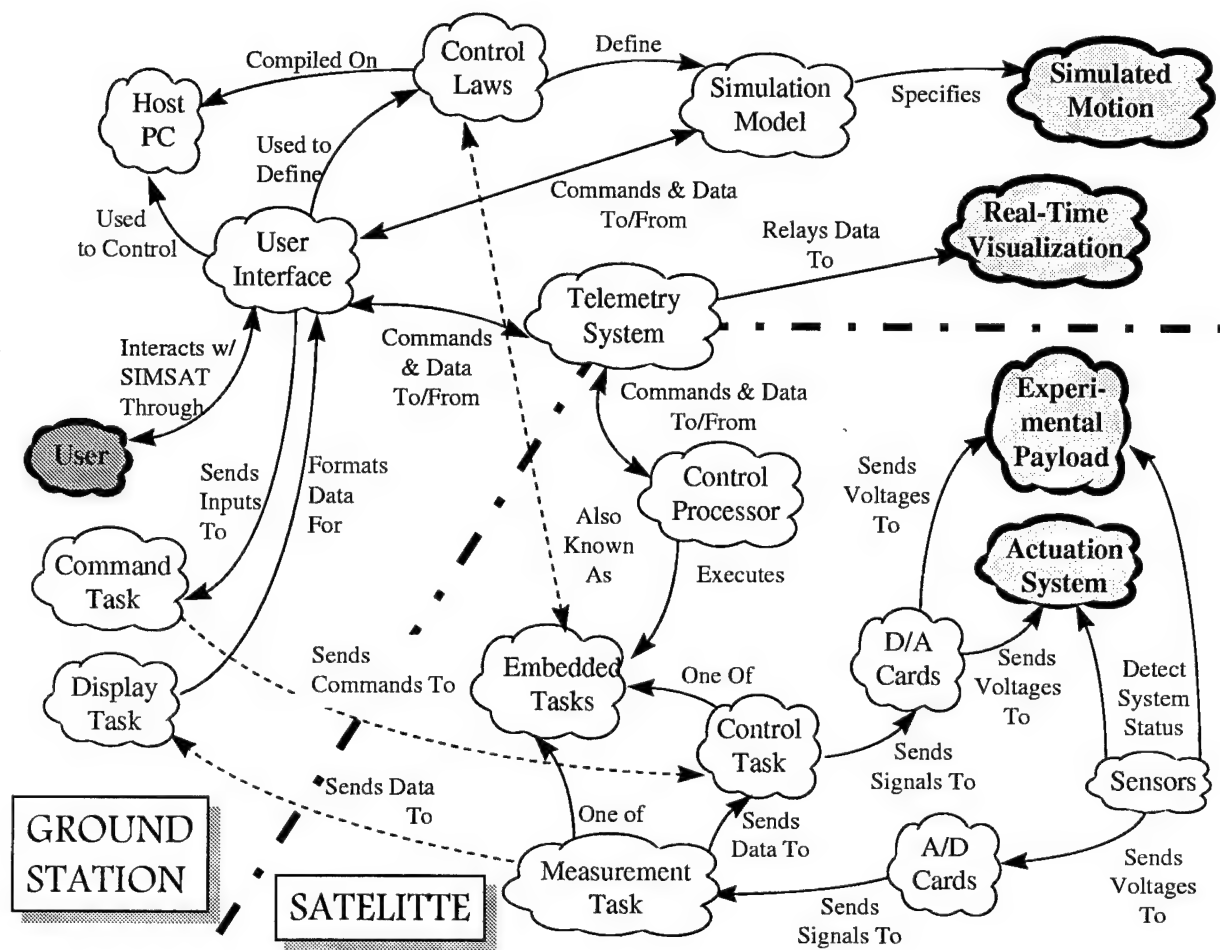 Compiled On
Control
Laws
Define
Simulation
Model
Specifies
Simulated
Motion
Host
PC
Used to
Define
Used
to Control
User
Interface
Commands & Data
To/From
Relays Data
To
Real-Time
Visualization
Telemetry
System
Commands
& Data
To/From
Interacts w/
SIMSAT
Through
User
Commands & Data
To/From
Experi-
mental
Payload
Sends
Inputs
To
Formats
Data
For
Control
Processor
Sends
Voltages
To
Also
Known
As
Executes
Actuation
System
Command
Task
Display
Task
Sends
Commands To
Embedded
Tasks
One Of
Control
Task
D/A
Cards
Sends
Voltages
To
Detect
System
Status
Sends Data
To
One of
Sends
Data To
Sends
Signals To
Sensors
GROUND
STATION
SATELITTE
Measurement
Task
A/D
Cards
Sends
Signals To
Sends
Voltages
To